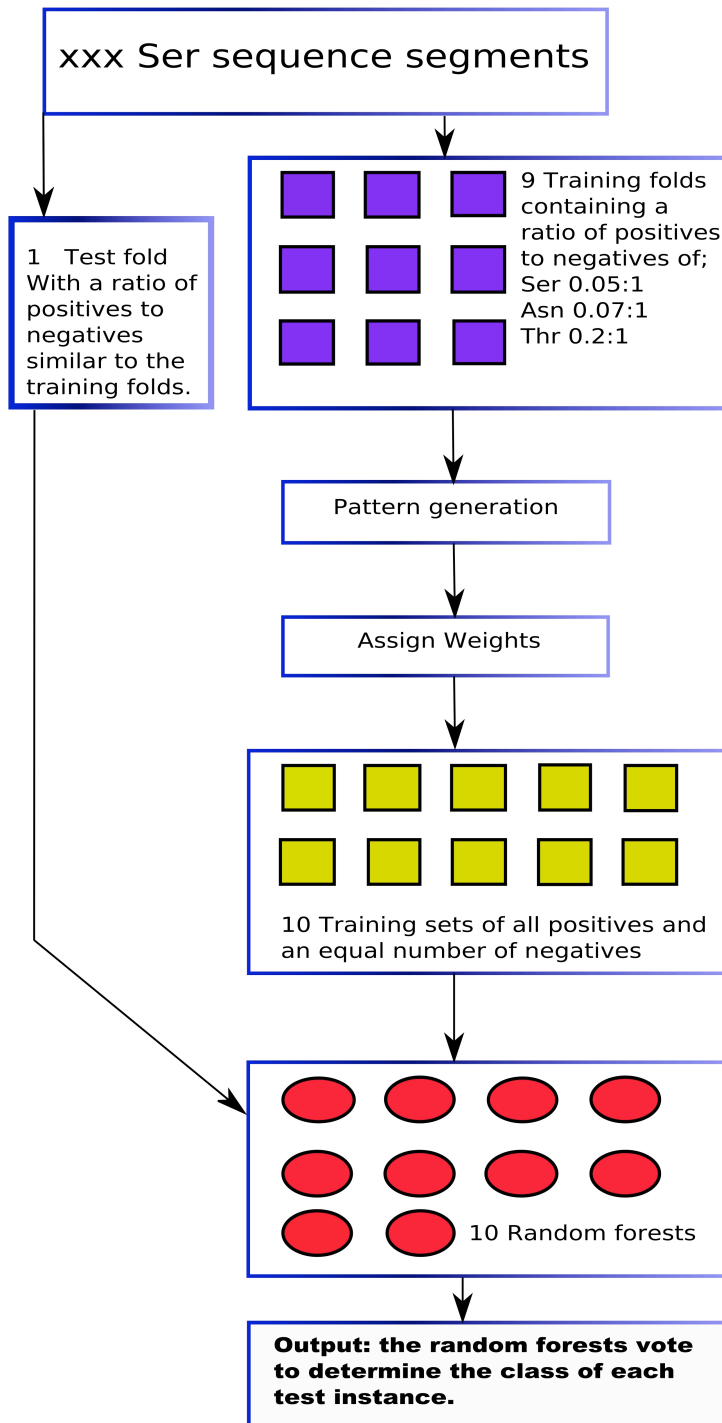 xxx Ser sequence segments
9 Training folds
containing a
ratio of positives
to negatives of;
Ser 0.05:1
Asn 0.07:1
Thr 0.2:1
1 Test fold
With a ratio of
positives to
negatives
similar to the
training folds.
Pattern generation
Assign Weights
10 Training sets of all positives and
an equal number of negatives
10 Random forests
Output: the random forests vote
to determine the class of each
test instance.